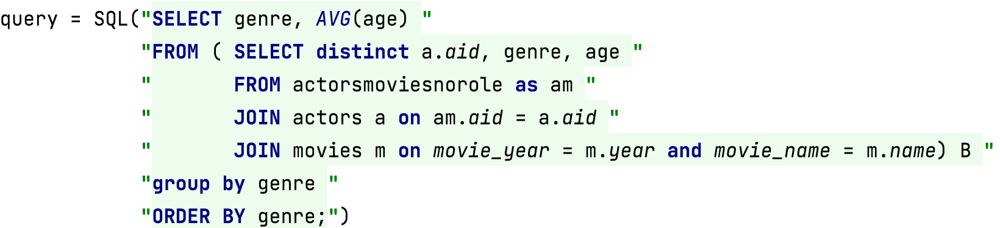 query = SQL("SELECT genre, AVG(age) "
            "FROM ( SELECT distinct a.aid, genre, age "
            "       FROM actorsmoviesnorole as am "
            "       JOIN actors a on am.aid = a.aid "
            "       JOIN movies m on movie_year = m.year and movie_name = m.name) B "
            "group by genre "
            "ORDER BY genre;")